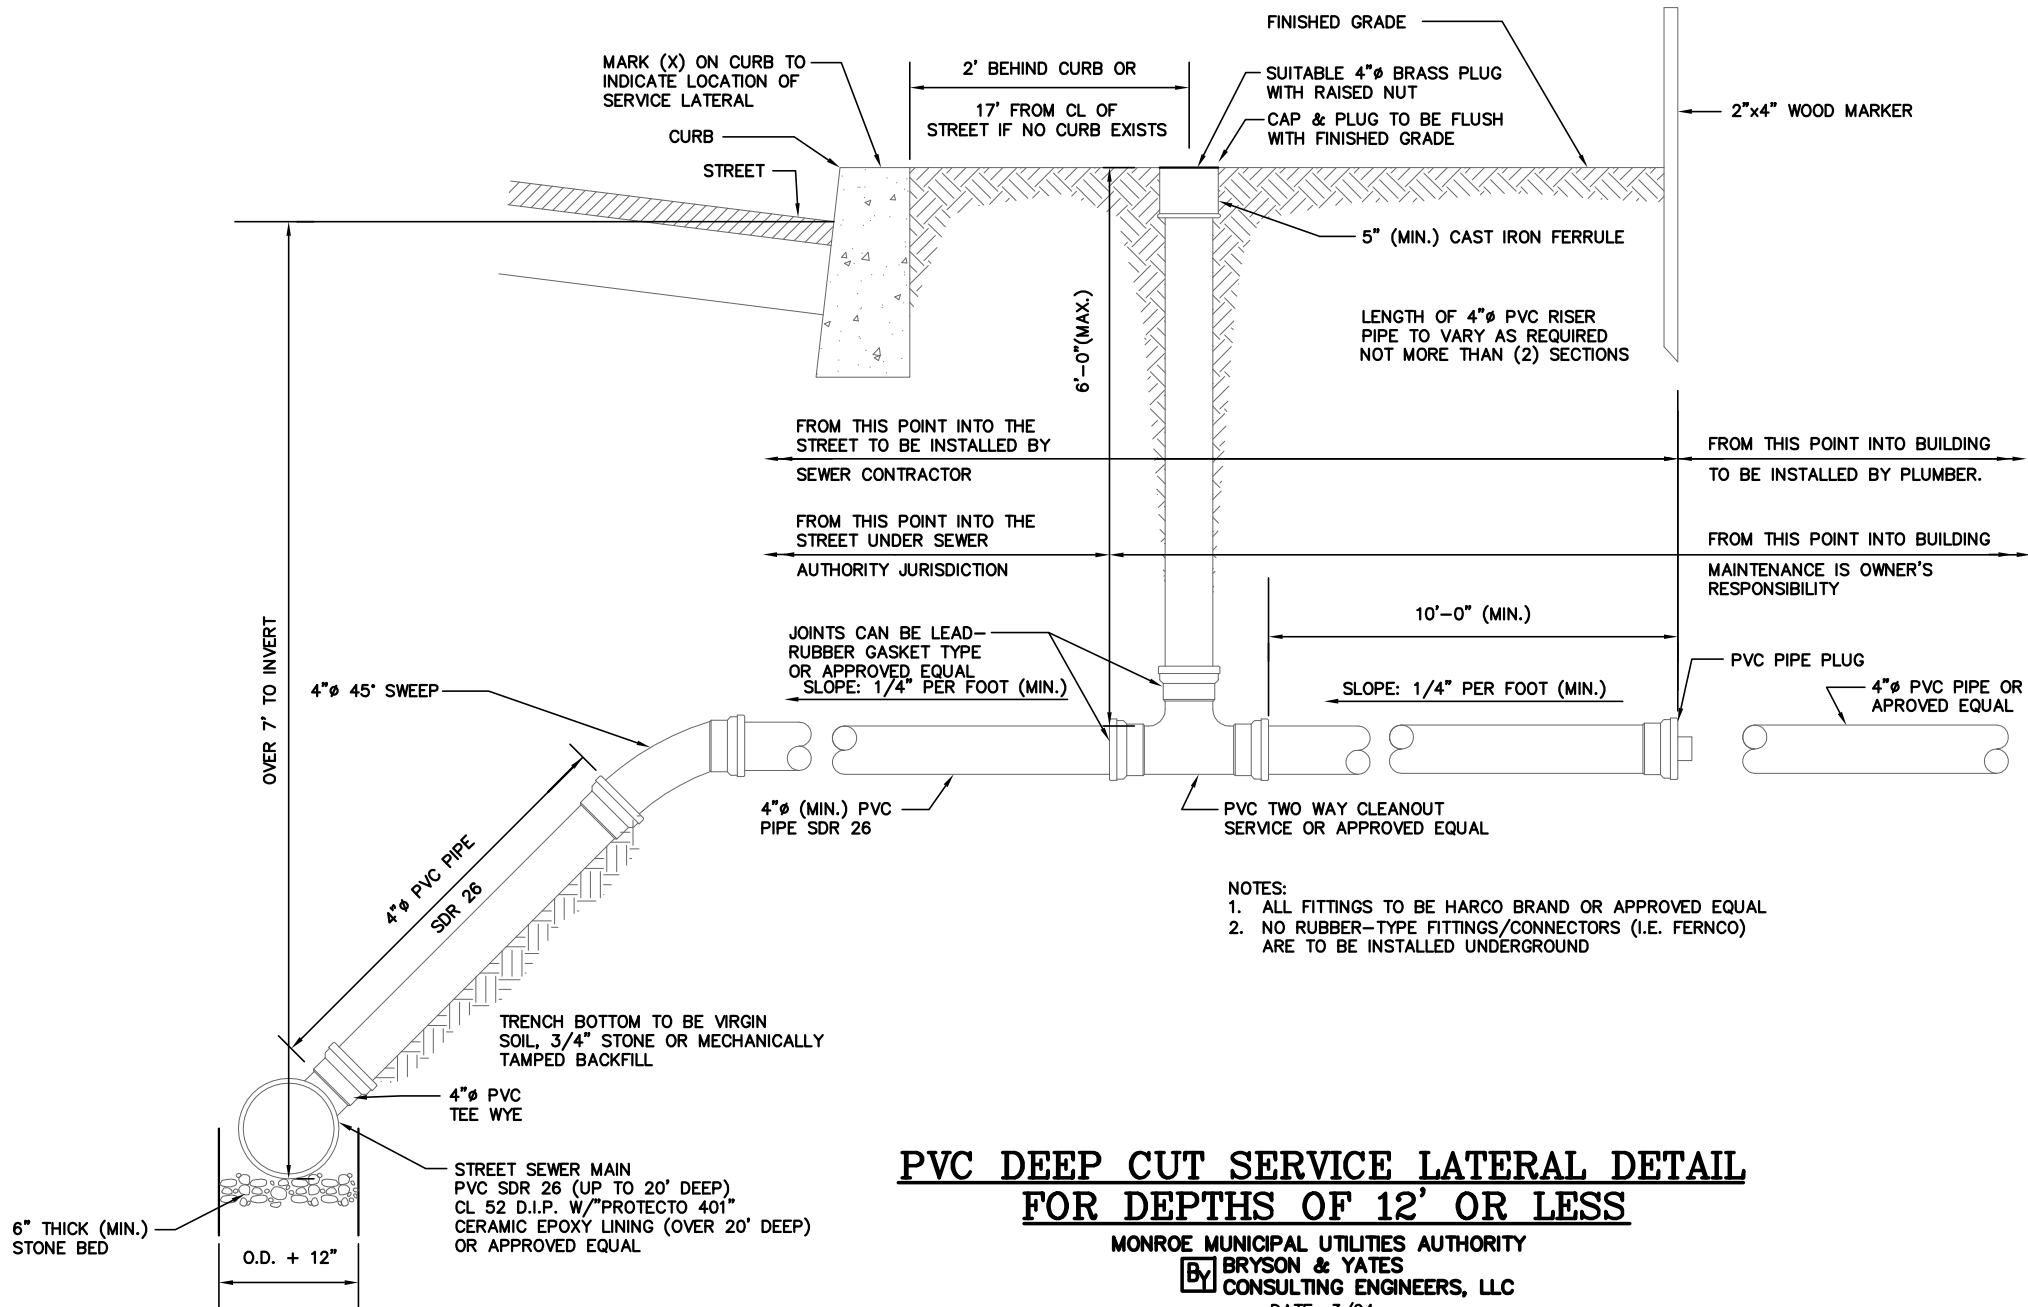 FINISHED GRADE
MARK (X) ON CURB TO
INDICATE LOCATION OF
SERVICE LATERAL
2' BEHIND CURB OR
17' FROM CL OF
STREET IF NO CURB EXISTS
SUITABLE 4"ø BRASS PLUG
WITH RAISED NUT
CAP & PLUG TO BE FLUSH
WITH FINISHED GRADE
2"x4" WOOD MARKER
CURB
STREET
5" (MIN.) CAST IRON FERRULE
6'-0"(MAX.)
LENGTH OF 4"ø PVC RISER
PIPE TO VARY AS REQUIRED
NOT MORE THAN (2) SECTIONS
FROM THIS POINT INTO THE
STREET TO BE INSTALLED BY
SEWER CONTRACTOR
FROM THIS POINT INTO BUILDING
TO BE INSTALLED BY PLUMBER.
FROM THIS POINT INTO THE
STREET UNDER SEWER
AUTHORITY JURISDICTION
FROM THIS POINT INTO BUILDING
MAINTENANCE IS OWNER'S
RESPONSIBILITY
OVER 7' TO INVERT
JOINTS CAN BE LEAD-
RUBBER GASKET TYPE
OR APPROVED EQUAL
SLOPE: 1/4" PER FOOT (MIN.)
10'-0" (MIN.)
SLOPE: 1/4" PER FOOT (MIN.)
PVC PIPE PLUG
4"ø PVC PIPE OR
APROVED EQUAL
4"ø 45° SWEEP
4"ø (MIN.) PVC
PIPE SDR 26
PVC TWO WAY CLEANOUT
SERVICE OR APPROVED EQUAL
4"ø PVC PIPE
SDR 26
NOTES:
1. ALL FITTINGS TO BE HARCO BRAND OR APPROVED EQUAL
2. NO RUBBER-TYPE FITTINGS/CONNECTORS (I.E. FERNCO)
ARE TO BE INSTALLED UNDERGROUND
TRENCH BOTTOM TO BE VIRGIN
SOIL, 3/4" STONE OR MECHANICALLY
TAMPED BACKFILL
4"ø PVC
TEE WYE
STREET SEWER MAIN
PVC SDR 26 (UP TO 20' DEEP)
CL 52 D.I.P. W/"PROTECTO 401"
CERAMIC EPOXY LINING (OVER 20' DEEP)
OR APPROVED EQUAL
6" THICK (MIN.)
STONE BED
O.D. + 12"
PVC DEEP CUT SERVICE LATERAL DETAIL
FOR DEPTHS OF 12' OR LESS
MONROE MUNICIPAL UTILITIES AUTHORITY
BY BRYSON & YATES
CONSULTING ENGINEERS, LLC